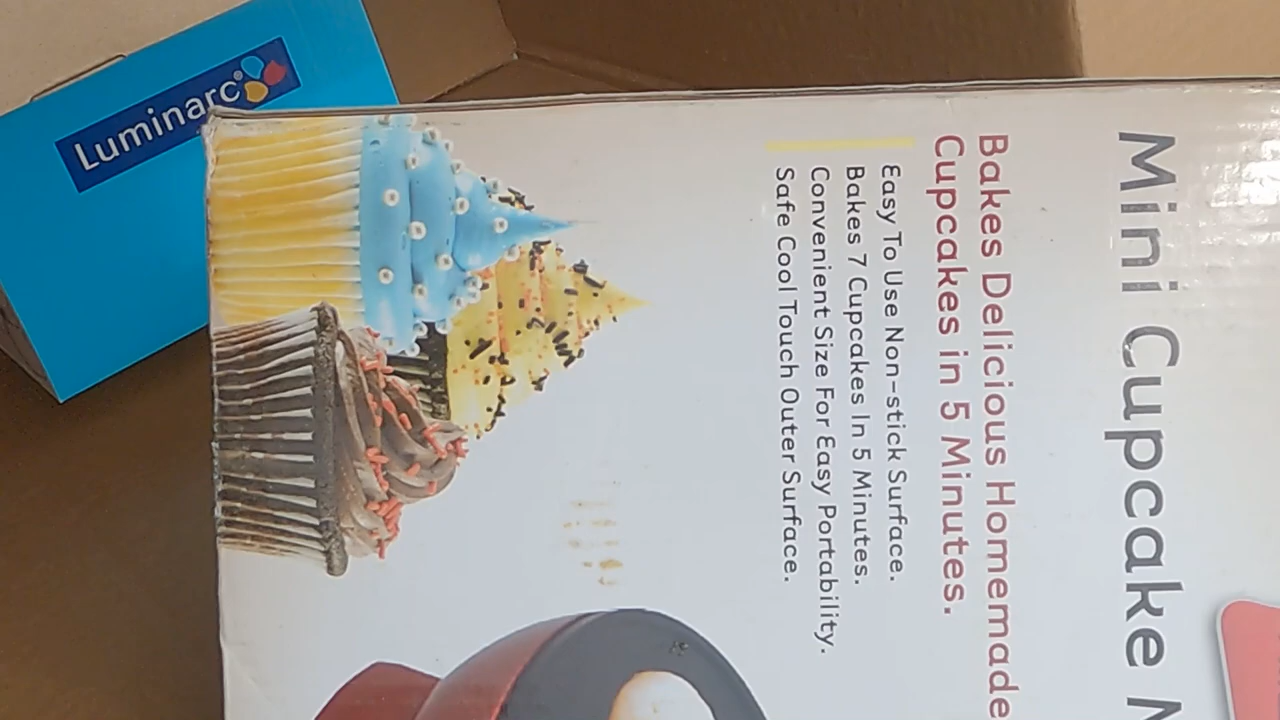 Luminarc®
Mini Cupcake
Bakes Delicious Homemade
Cupcakes in 5 Minutes.
Easy To Use Non-stick Surface.
Bakes 7 Cupcakes In 5 Minutes.
Convenient Size For Easy Portability.
Safe Cool Touch Outer Surface.